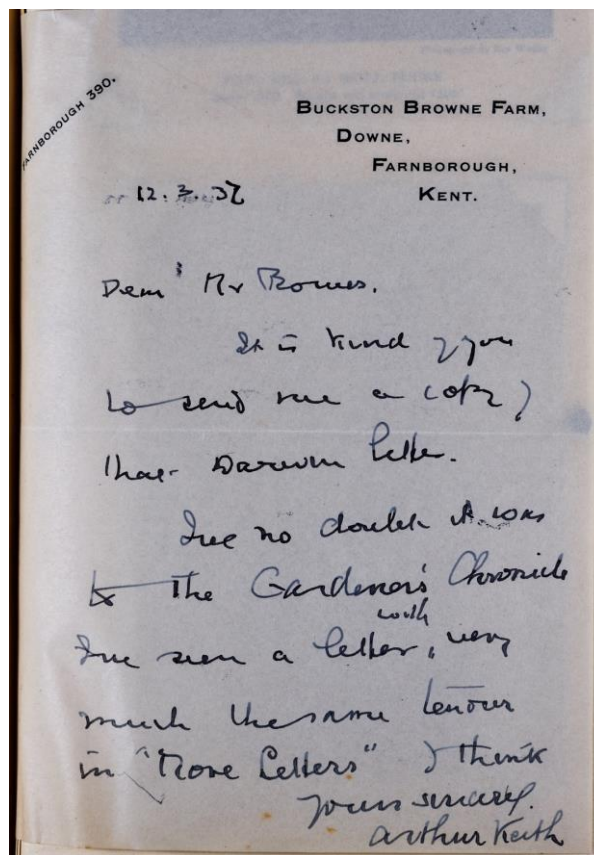 FARNBOROUGH 390.
BUCKSTON BROWNE FARM,
DOWNE,
FARNBOROUGH,
KENT.
12.3.37
Dear Mr
It is kind of you
to send me a copy of
that Darwin letter.
I've no doubt it was
to the Gardener's Chronicle
with
I've seen a letter, very
much the same tenour
in "More Letters" I think
yours sincerely.
Arthur Keith